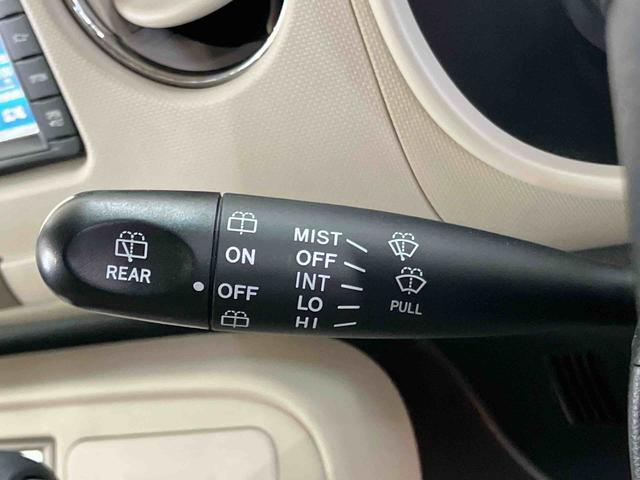 REAR
ON
OFF
MIST
OFF
INT
LO
HI
PULL